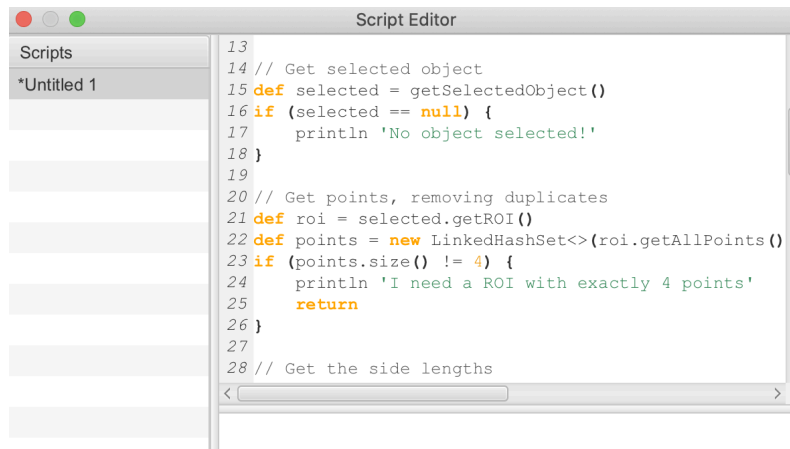 Script Editor
Scripts
*Untitled 1
13
14 // Get selected object
15 def selected = getSelectedObject()
16 if (selected == null) {
17     println 'No object selected!'
18 }
19
20 // Get points, removing duplicates
21 def roi = selected.getROI()
22 def points = new LinkedHashSet<>(roi.getAllPoints()
23 if (points.size() != 4) {
24     println 'I need a ROI with exactly 4 points'
25     return
26 }
27
28 // Get the side lengths